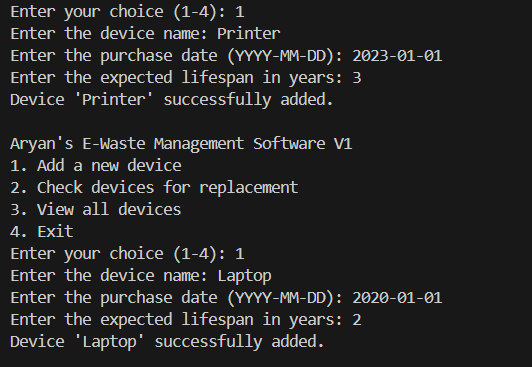 Enter your choice (1-4): 1
Enter the device name: Printer
Enter the purchase date (YYYY-MM-DD): 2023-01-01
Enter the expected lifespan in years: 3
Device 'Printer' successfully added.

Aryan's E-Waste Management Software V1
1. Add a new device
2. Check devices for replacement
3. View all devices
4. Exit
Enter your choice (1-4): 1
Enter the device name: Laptop
Enter the purchase date (YYYY-MM-DD): 2020-01-01
Enter the expected lifespan in years: 2
Device 'Laptop' successfully added.